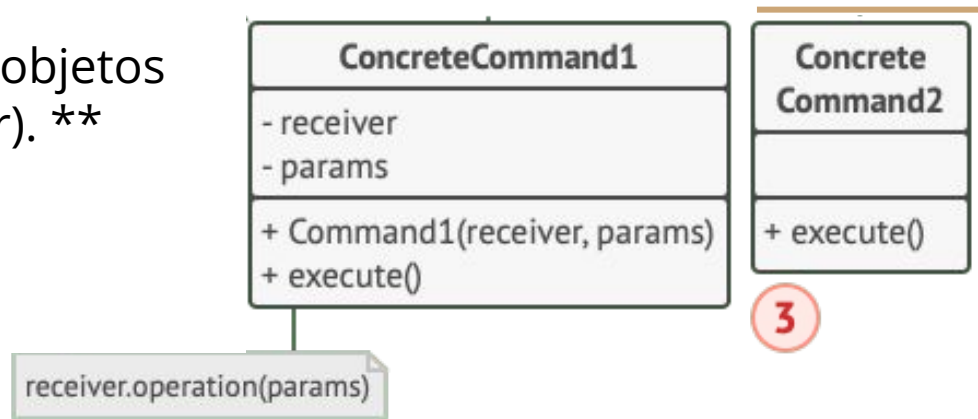 objetos
r). **
ConcreteCommand1
- receiver
- params
+ Command1(receiver, params)
+ execute()
receiver.operation(params)
Concrete
Command2
+ execute()
3